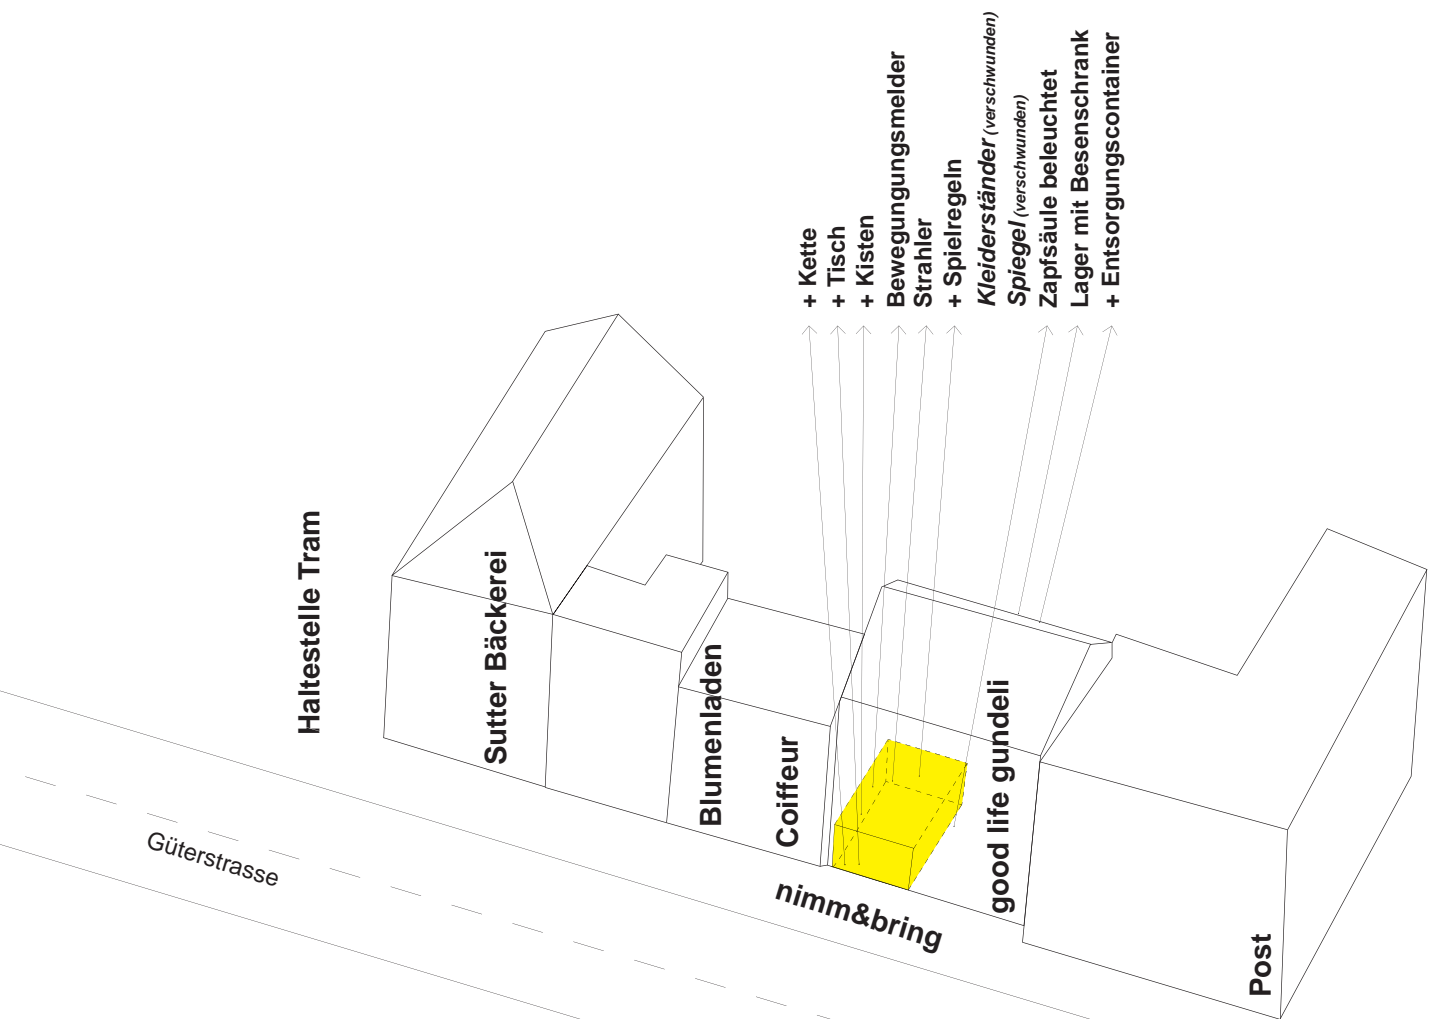 + Kette
+ Tisch
+ Kisten
Bewegungungsmelder
Strahler
+ Spielregeln
Kleiderständer (verschwunden)
Spiegel (verschwunden)
Zapfsäule beleuchtet
Lager mit Besenschrank
+ Entsorgungscontainer
Haltestelle Tram
Sutter Bäckerei
Blumenladen
Coiffeur
good life gundeli
Post
nimm&bring
Güterstrasse